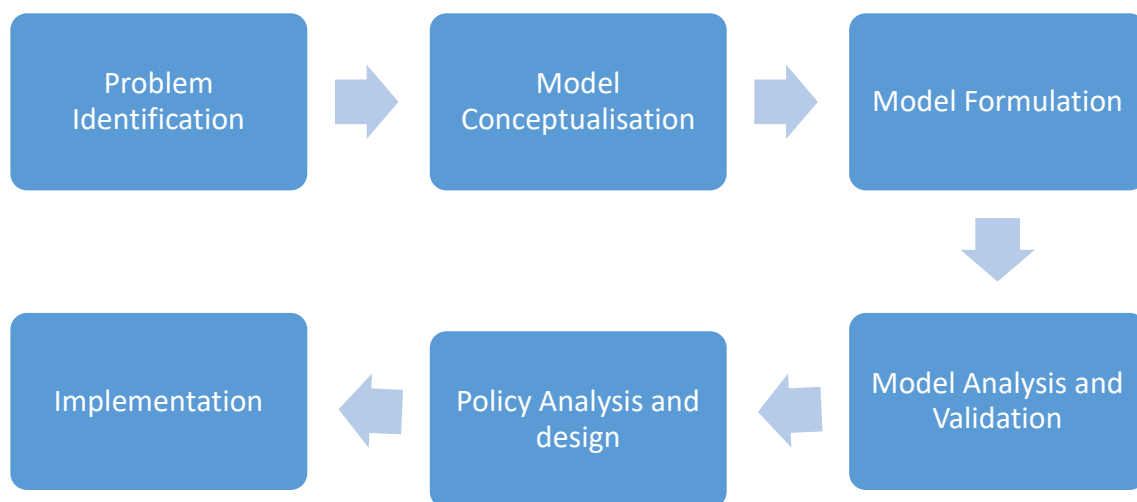 Problem
Identification
Model
Conceptualisation
Model Formulation
Model Analysis and
Validation
Policy Analysis and
design
Implementation